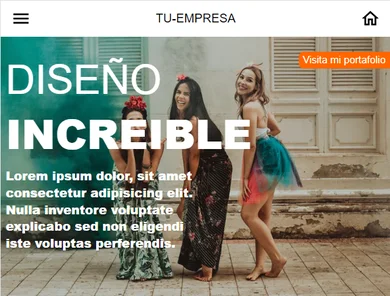 TU-EMPRESA
Visita mi portafolio
DISEÑO
INCREIBLE
Lorem ipsum dolor, sit amet
consectetur adipisicing elit.
Nulla inventore voluptate
explicabo sed non eligendi
iste voluptas perferendis.